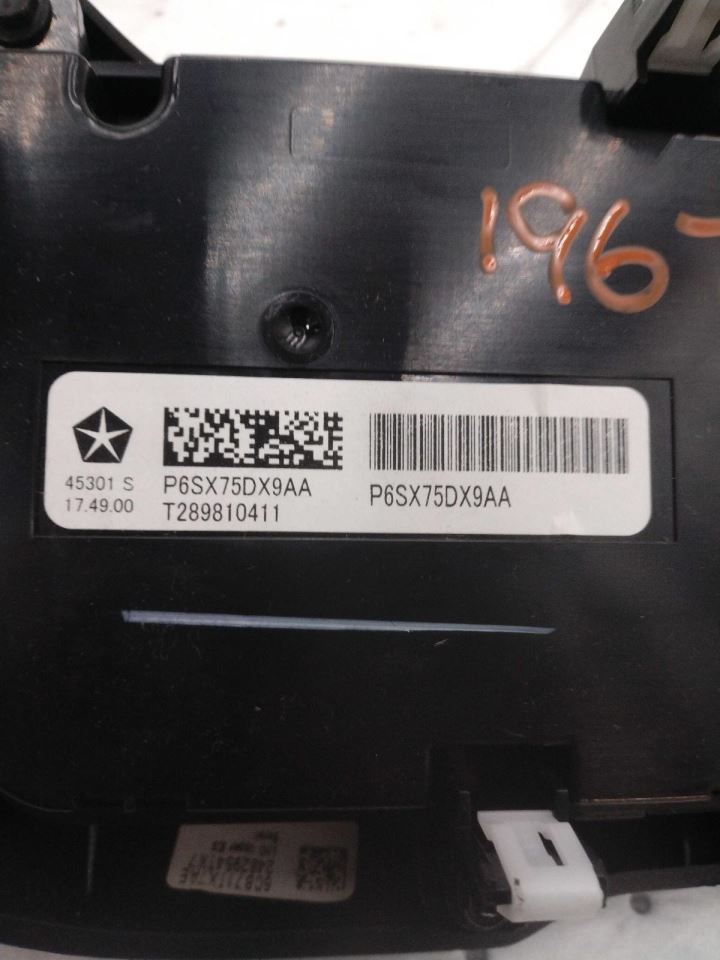 196-
45301 S
17.49.00
P6SX75DX9AA
T289810411
P6SX75DX9AA